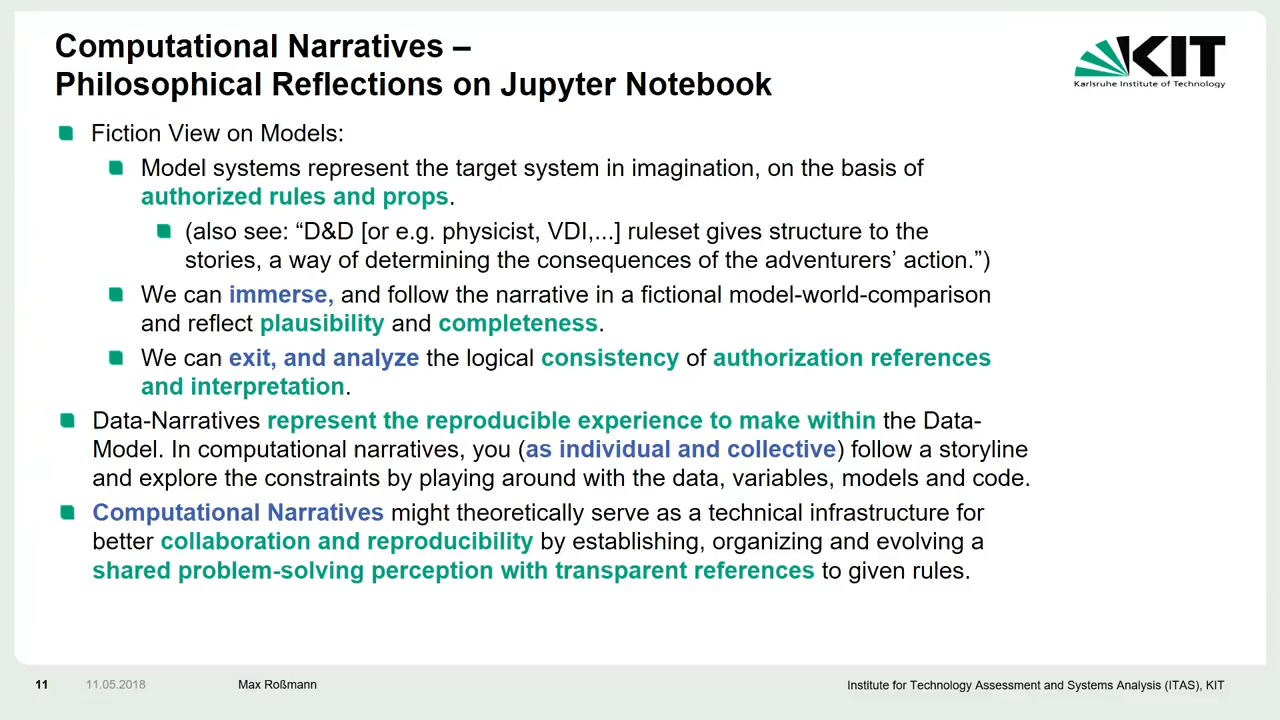 Computational Narratives –
Philosophical Reflections on Jupyter Notebook
KIT
Karlsruhe Institute of Technology
Fiction View on Models:
Model systems represent the target system in imagination, on the basis of
authorized rules and props.
(also see: “D&D [or e.g. physicist, VDI,...] ruleset gives structure to the
stories, a way of determining the consequences of the adventurers’ action.”)
We can immerse, and follow the narrative in a fictional model-world-comparison
and reflect plausibility and completeness.
We can exit, and analyze the logical consistency of authorization references
and interpretation.
Data-Narratives represent the reproducible experience to make within the Data-
Model. In computational narratives, you (as individual and collective) follow a storyline
and explore the constraints by playing around with the data, variables, models and code.
Computational Narratives might theoretically serve as a technical infrastructure for
better collaboration and reproducibility by establishing, organizing and evolving a
shared problem-solving perception with transparent references to given rules.
11 11.05.2018 Max Roßmann Institute for Technology Assessment and Systems Analysis (ITAS), KIT